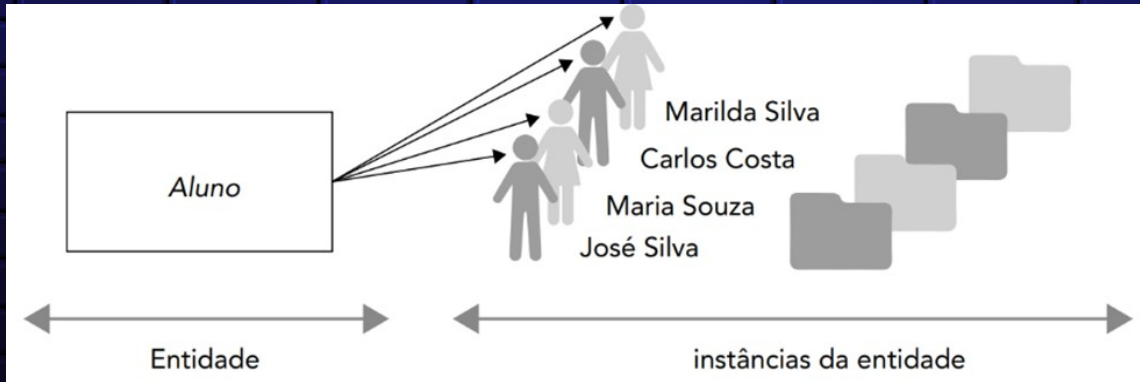 Aluno
Marilda Silva
Carlos Costa
Maria Souza
José Silva
Entidade
instâncias da entidade